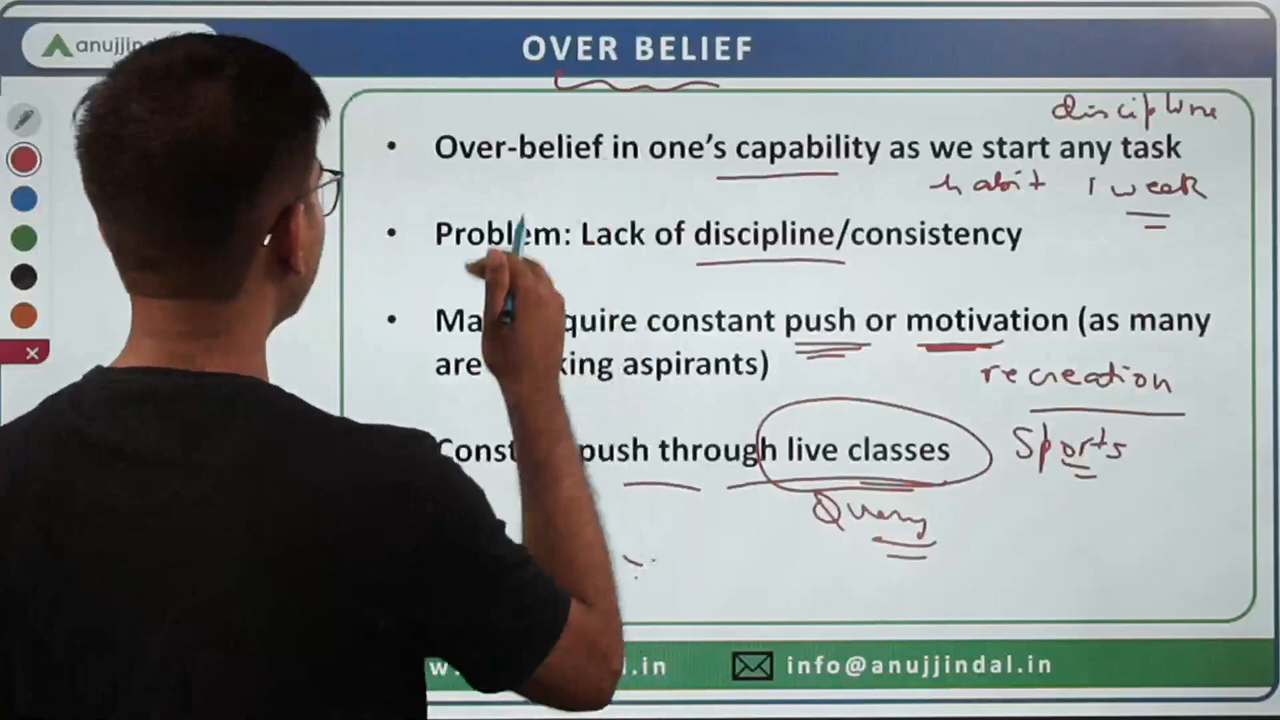 anujjin
OVER BELIEF
discipline
• Over-belief in one's capability as we start any task
habit 1 week
• Problem: Lack of discipline/consistency
• Ma quire constant push or motivation (as many
are king aspirants)
recreation
Const push through live classes
Sports
Query
w l.in info@anujjindal.in